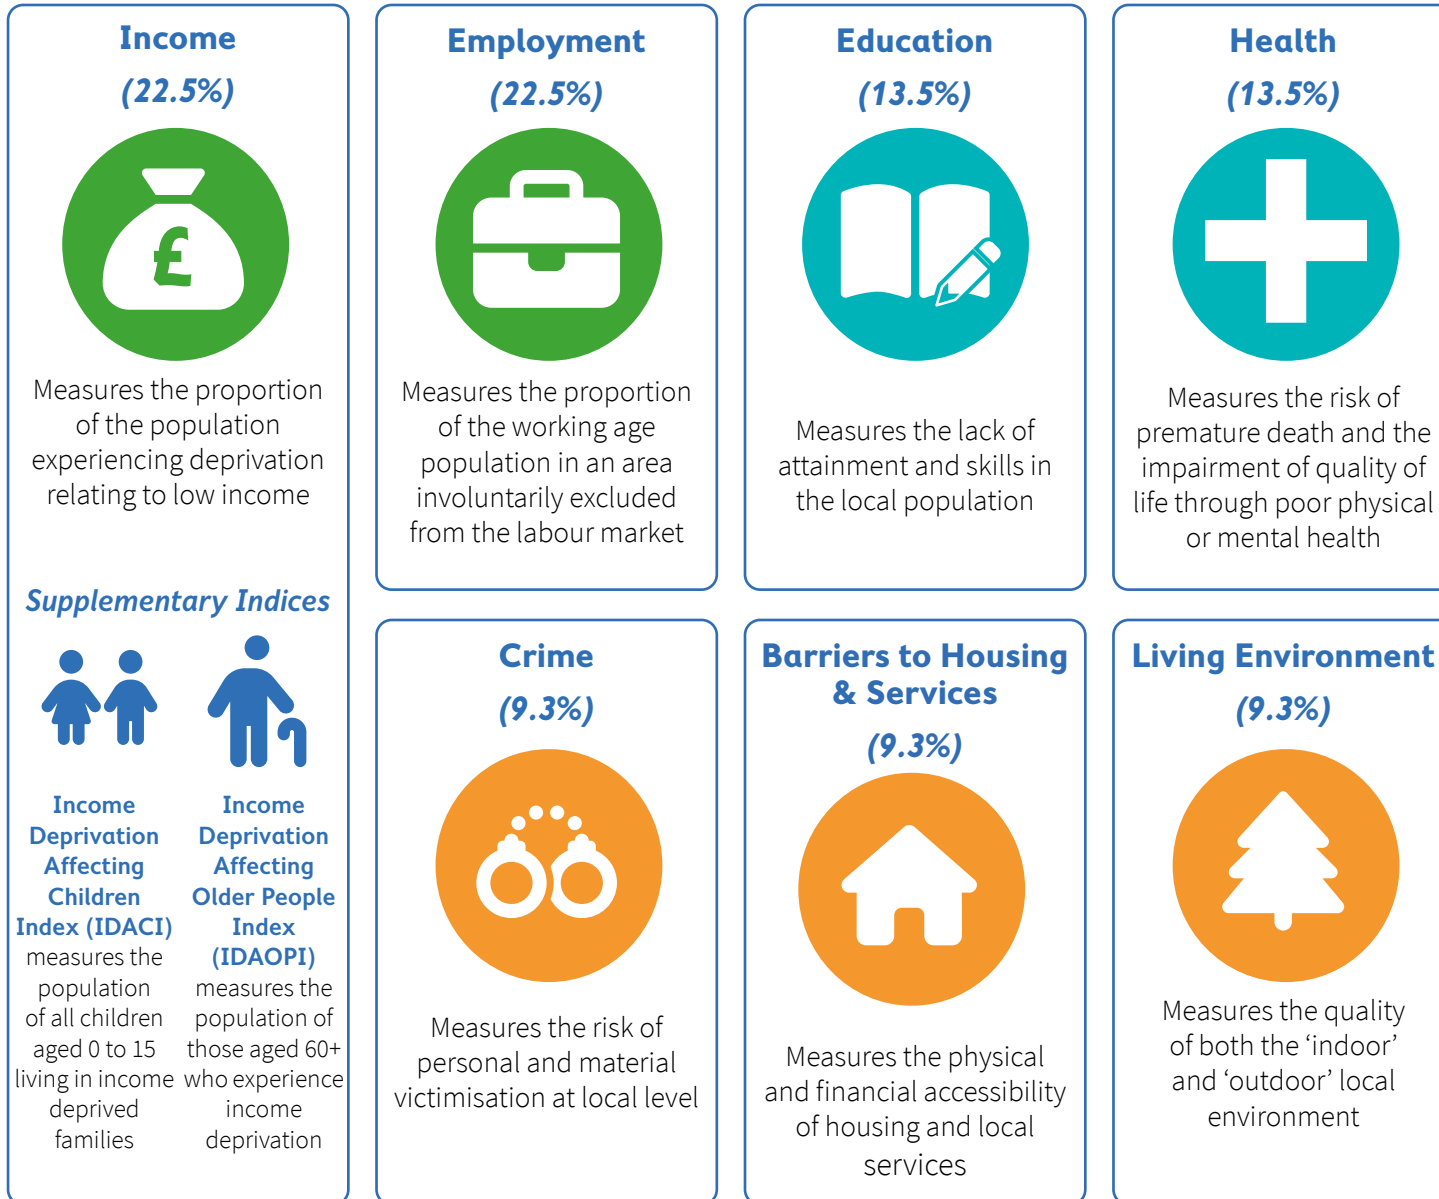 Income
(22.5%)
£
Measures the proportion
of the population
experiencing deprivation
relating to low income
Supplementary Indices
Income
Deprivation
Affecting
Children
Index (IDACI)
measures the
population
of all children
aged 0 to 15
living in income
deprived
families
Income
Deprivation
Affecting
Older People
Index
(IDAOPI)
measures the
population of
those aged 60+
who experience
income
deprivation
Employment
(22.5%)
Measures the proportion
of the working age
population in an area
involuntarily excluded
from the labour market
Education
(13.5%)
Measures the lack of
attainment and skills in
the local population
Health
(13.5%)
Measures the risk of
premature death and the
impairment of quality of
life through poor physical
or mental health
Crime
(9.3%)
Measures the risk of
personal and material
victimisation at local level
Barriers to Housing
& Services
(9.3%)
Measures the physical
and financial accessibility
of housing and local
services
Living Environment
(9.3%)
Measures the quality
of both the ‘indoor’
and ‘outdoor’ local
environment